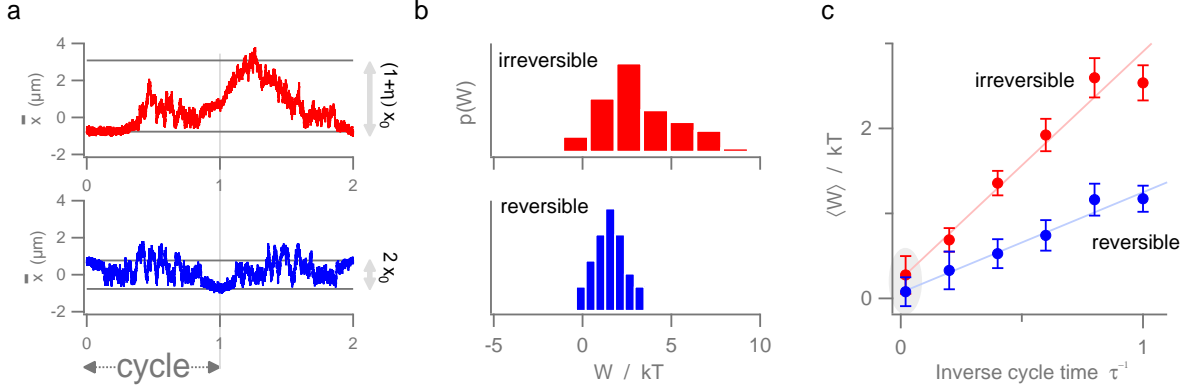 a
4
2
0
-2
x̄ (μm)
(1+η) x₀
0
1
2
4
2
0
-2
x̄ (μm)
2 x₀
0
1
2
cycle
b
irreversible
p(W)
reversible
-5
0
5
10
W / kT
c
irreversible
2
0
⟨W⟩ / kT
reversible
0
1
Inverse cycle time τ⁻¹